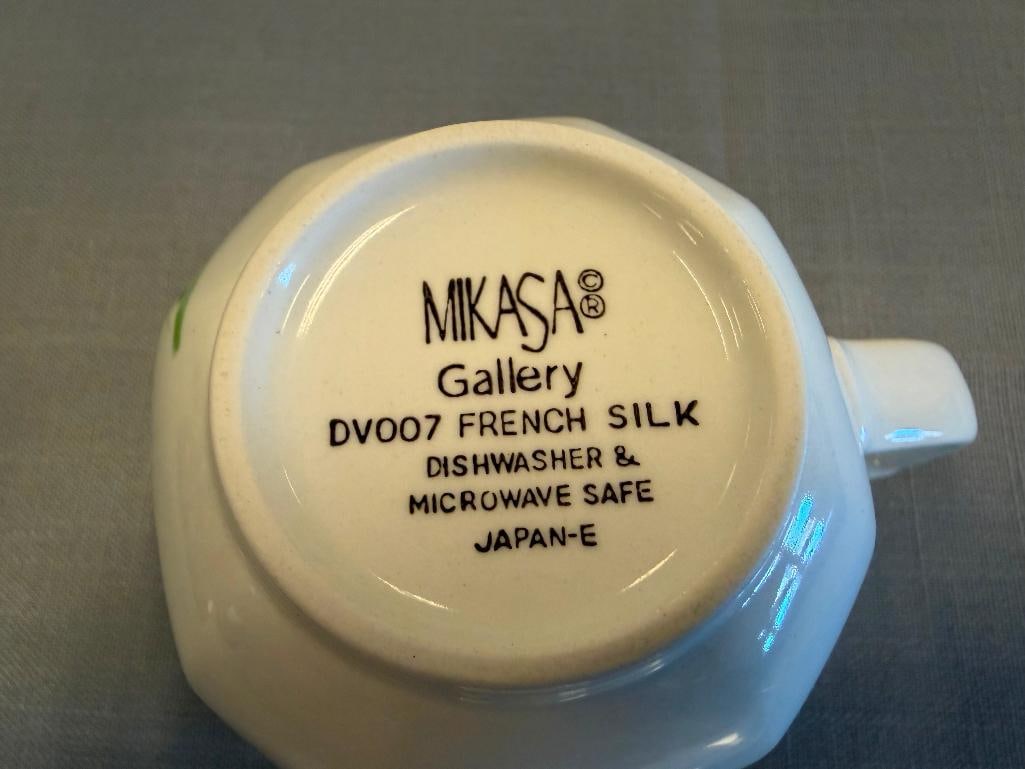 MIKASA©®
Gallery
DV007 FRENCH SILK
DISHWASHER &
MICROWAVE SAFE
JAPAN-E